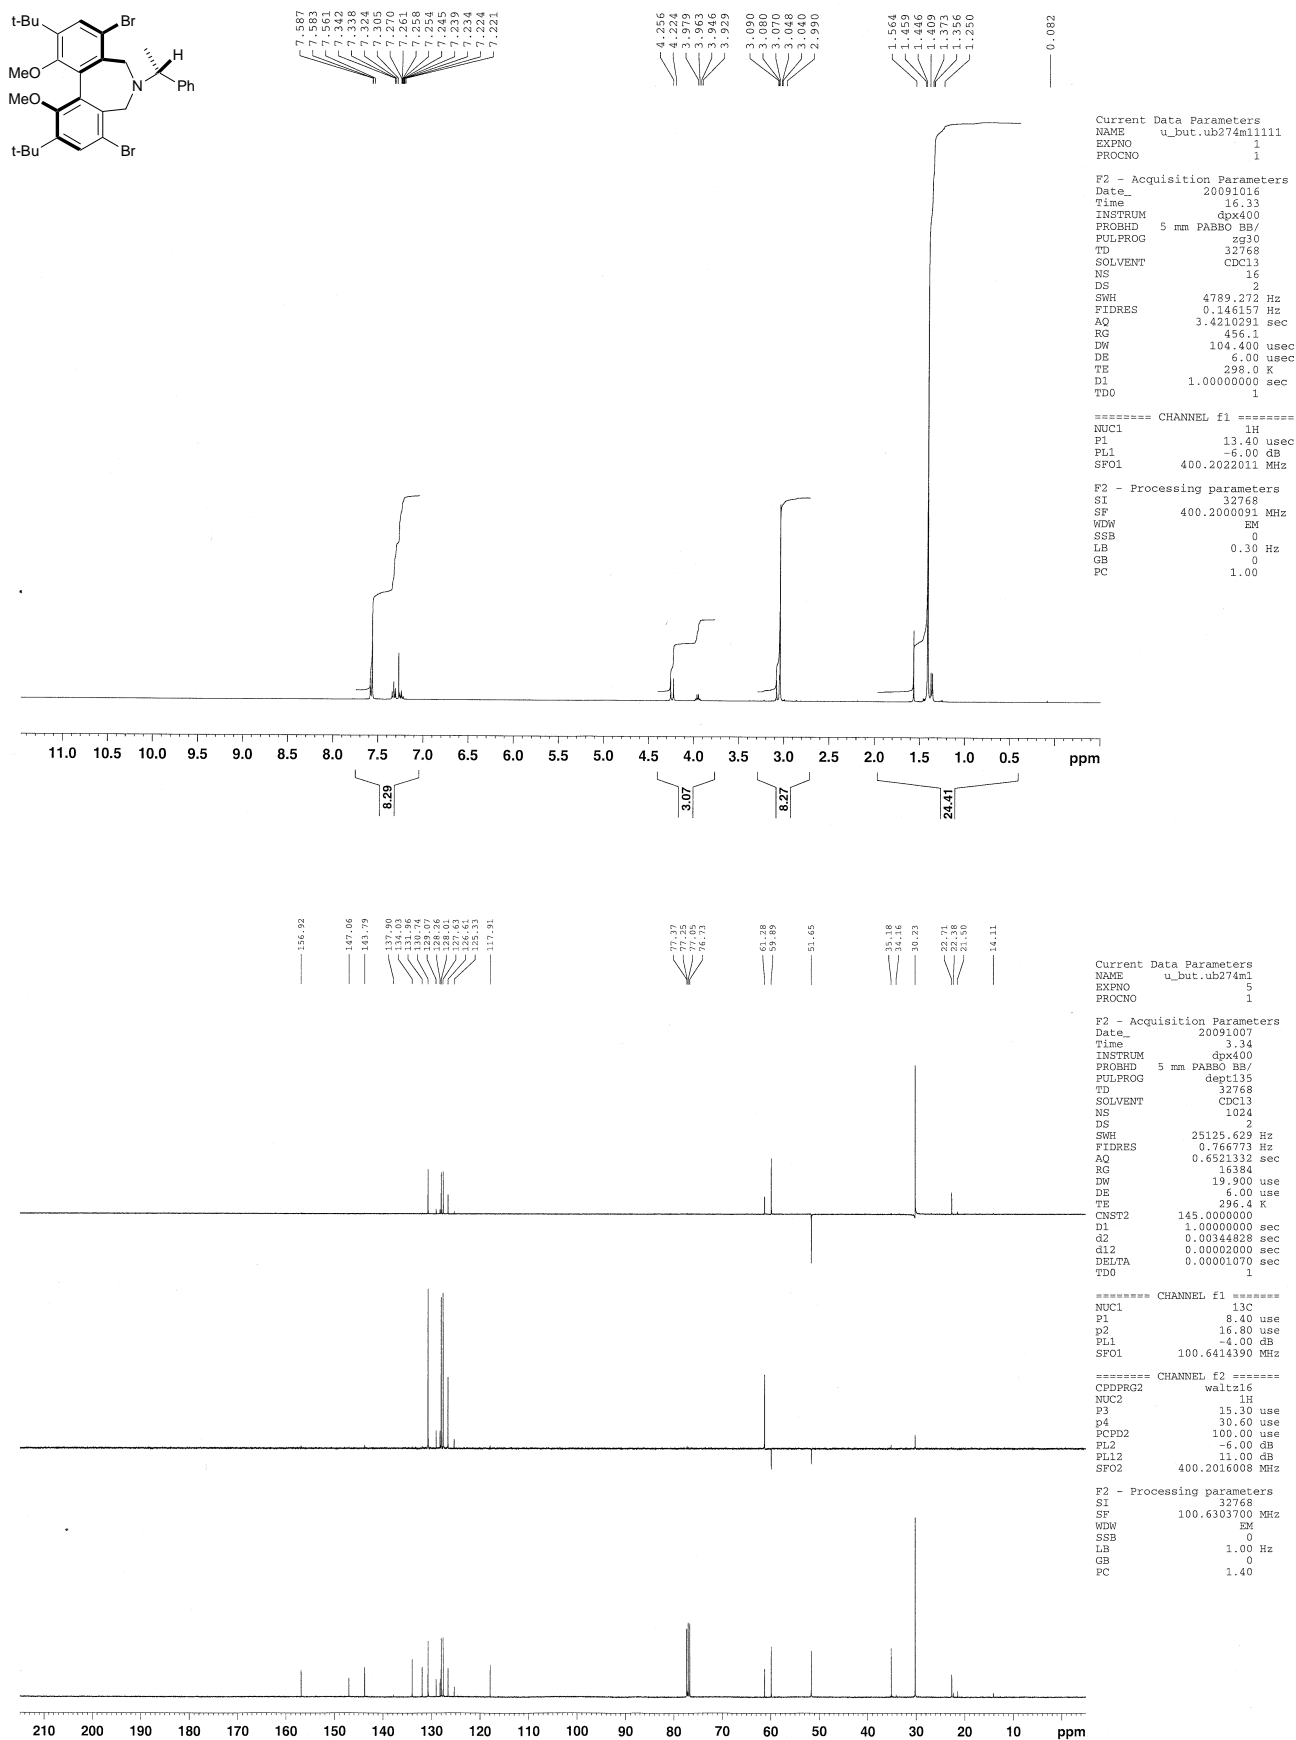 t-Bu
Br
MeO
H
N
Ph
MeO
t-Bu
Br
7.587
7.583
7.561
7.342
7.338
7.324
7.305
7.270
7.261
7.258
7.254
7.245
7.239
7.234
7.224
7.221
4.256
4.224
3.979
3.963
3.946
3.929
3.090
3.080
3.070
3.048
3.040
2.990
1.564
1.459
1.446
1.409
1.373
1.356
1.250
0.082
Current Data Parameters
NAME u_but.ub274m11111
EXPNO 1
PROCNO 1
F2 - Acquisition Parameters
Date_ 20091016
Time 16.33
INSTRUM dpx400
PROBHD 5 mm PABBO BB/
PULPROG zg30
TD 32768
SOLVENT CDCl3
NS 16
DS 2
SWH 4789.272 Hz
FIDRES 0.146157 Hz
AQ 3.4210291 sec
RG 456.1
DW 104.400 usec
DE 6.00 usec
TE 298.0 K
D1 1.00000000 sec
TD0 1
======== CHANNEL f1 ========
NUC1 1H
P1 13.40 usec
PL1 -6.00 dB
SFO1 400.2022011 MHz
F2 - Processing parameters
SI 32768
SF 400.2000091 MHz
WDW EM
SSB 0
LB 0.30 Hz
GB 0
PC 1.00
11.0 10.5 10.0 9.5 9.0 8.5 8.0 7.5 7.0 6.5 6.0 5.5 5.0 4.5 4.0 3.5 3.0 2.5 2.0 1.5 1.0 0.5 ppm
8.29
3.07
8.27
24.41
156.92
147.06
143.79
137.90
134.03
131.96
130.74
129.07
128.26
128.01
127.63
126.61
125.33
117.91
77.37
77.25
77.05
76.73
61.28
59.89
51.65
35.18
34.16
30.23
22.71
22.38
21.50
14.11
Current Data Parameters
NAME u_but.ub274m1
EXPNO 5
PROCNO 1
F2 - Acquisition Parameters
Date_ 20091007
Time 3.34
INSTRUM dpx400
PROBHD 5 mm PABBO BB/
PULPROG dept135
TD 32768
SOLVENT CDCl3
NS 1024
DS 2
SWH 25125.629 Hz
FIDRES 0.766773 Hz
AQ 0.6521332 sec
RG 16384
DW 19.900 use
DE 6.00 use
TE 296.4 K
CNST2 145.0000000
D1 1.00000000 sec
d2 0.00344828 sec
d12 0.00002000 sec
DELTA 0.00001070 sec
TD0 1
======== CHANNEL f1 =======
NUC1 13C
P1 8.40 use
p2 16.80 use
PL1 -4.00 dB
SFO1 100.6414390 MHz
======== CHANNEL f2 =======
CPDPRG2 waltz16
NUC2 1H
P3 15.30 use
p4 30.60 use
PCPD2 100.00 use
PL2 -6.00 dB
PL12 11.00 dB
SFO2 400.2016008 MHz
F2 - Processing parameters
SI 32768
SF 100.6303700 MHz
WDW EM
SSB 0
LB 1.00 Hz
GB 0
PC 1.40
210 200 190 180 170 160 150 140 130 120 110 100 90 80 70 60 50 40 30 20 10 ppm